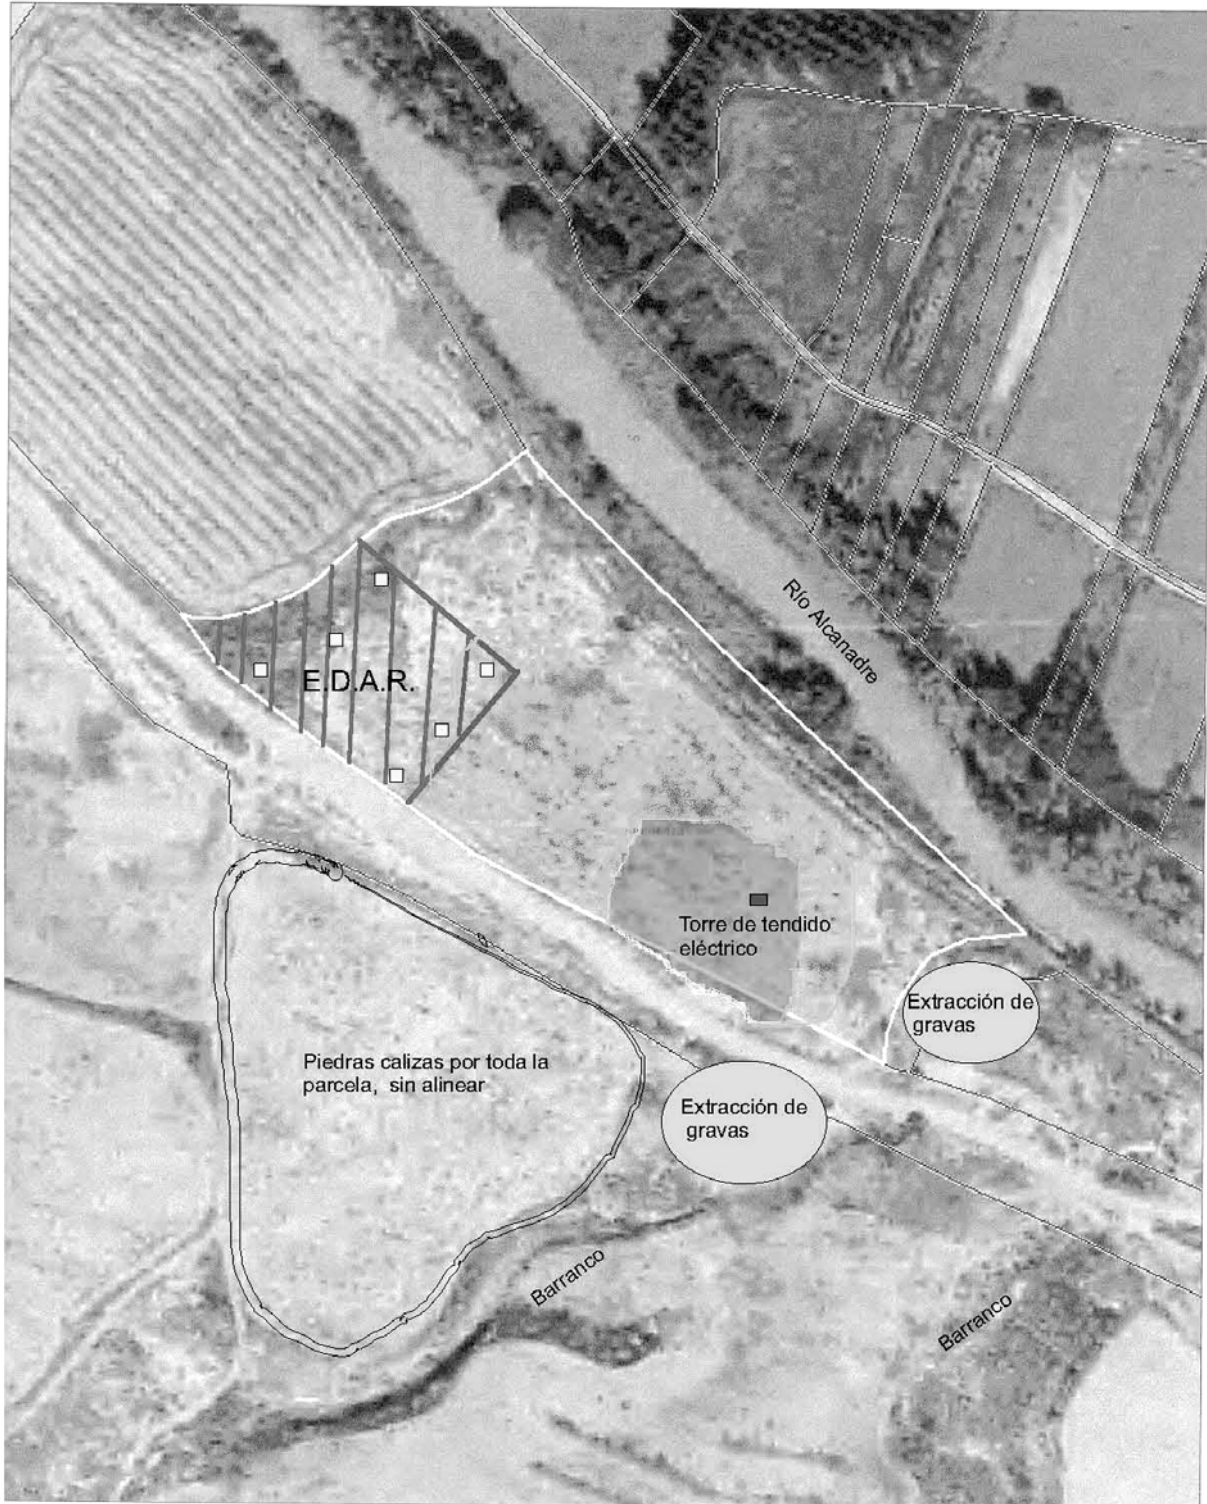 Río Alcanadre
E.D.A.R.
Torre de tendido
eléctrico
Extracción de
gravas
Piedras calizas por toda la
parcela, sin alinear
Extracción de
gravas
Barranco
Barranco